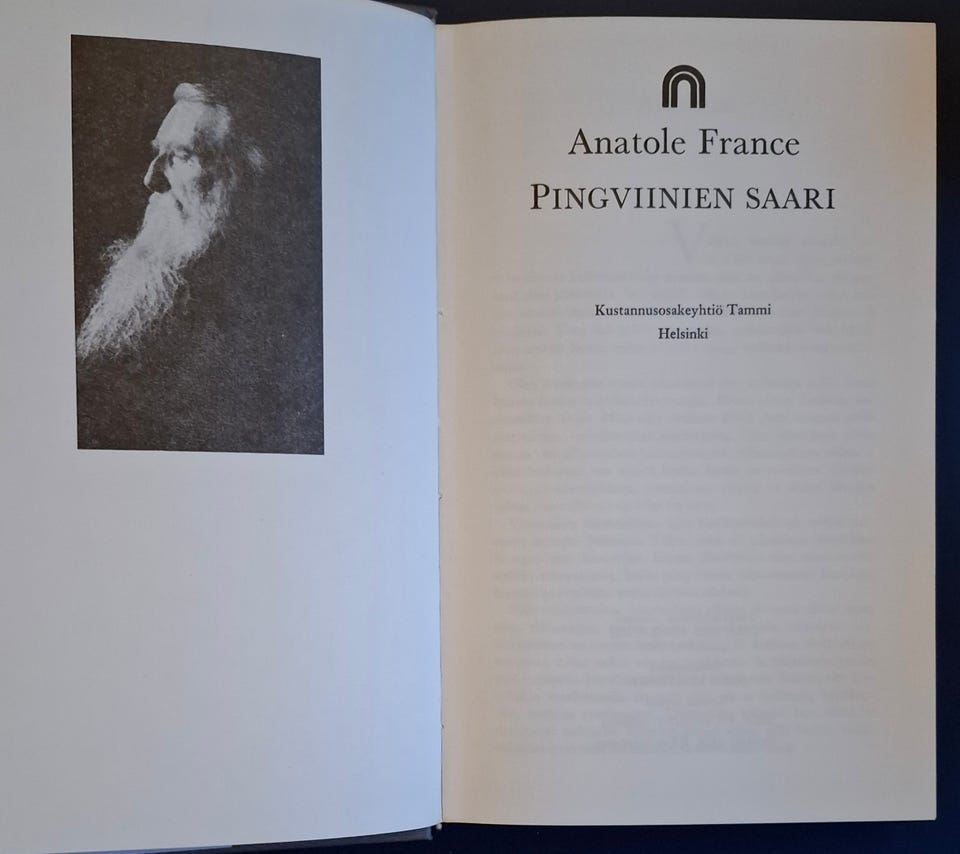 Anatole France
PINGVIINIEN SAARI
Kustannusosakeyhtiö Tammi
Helsinki